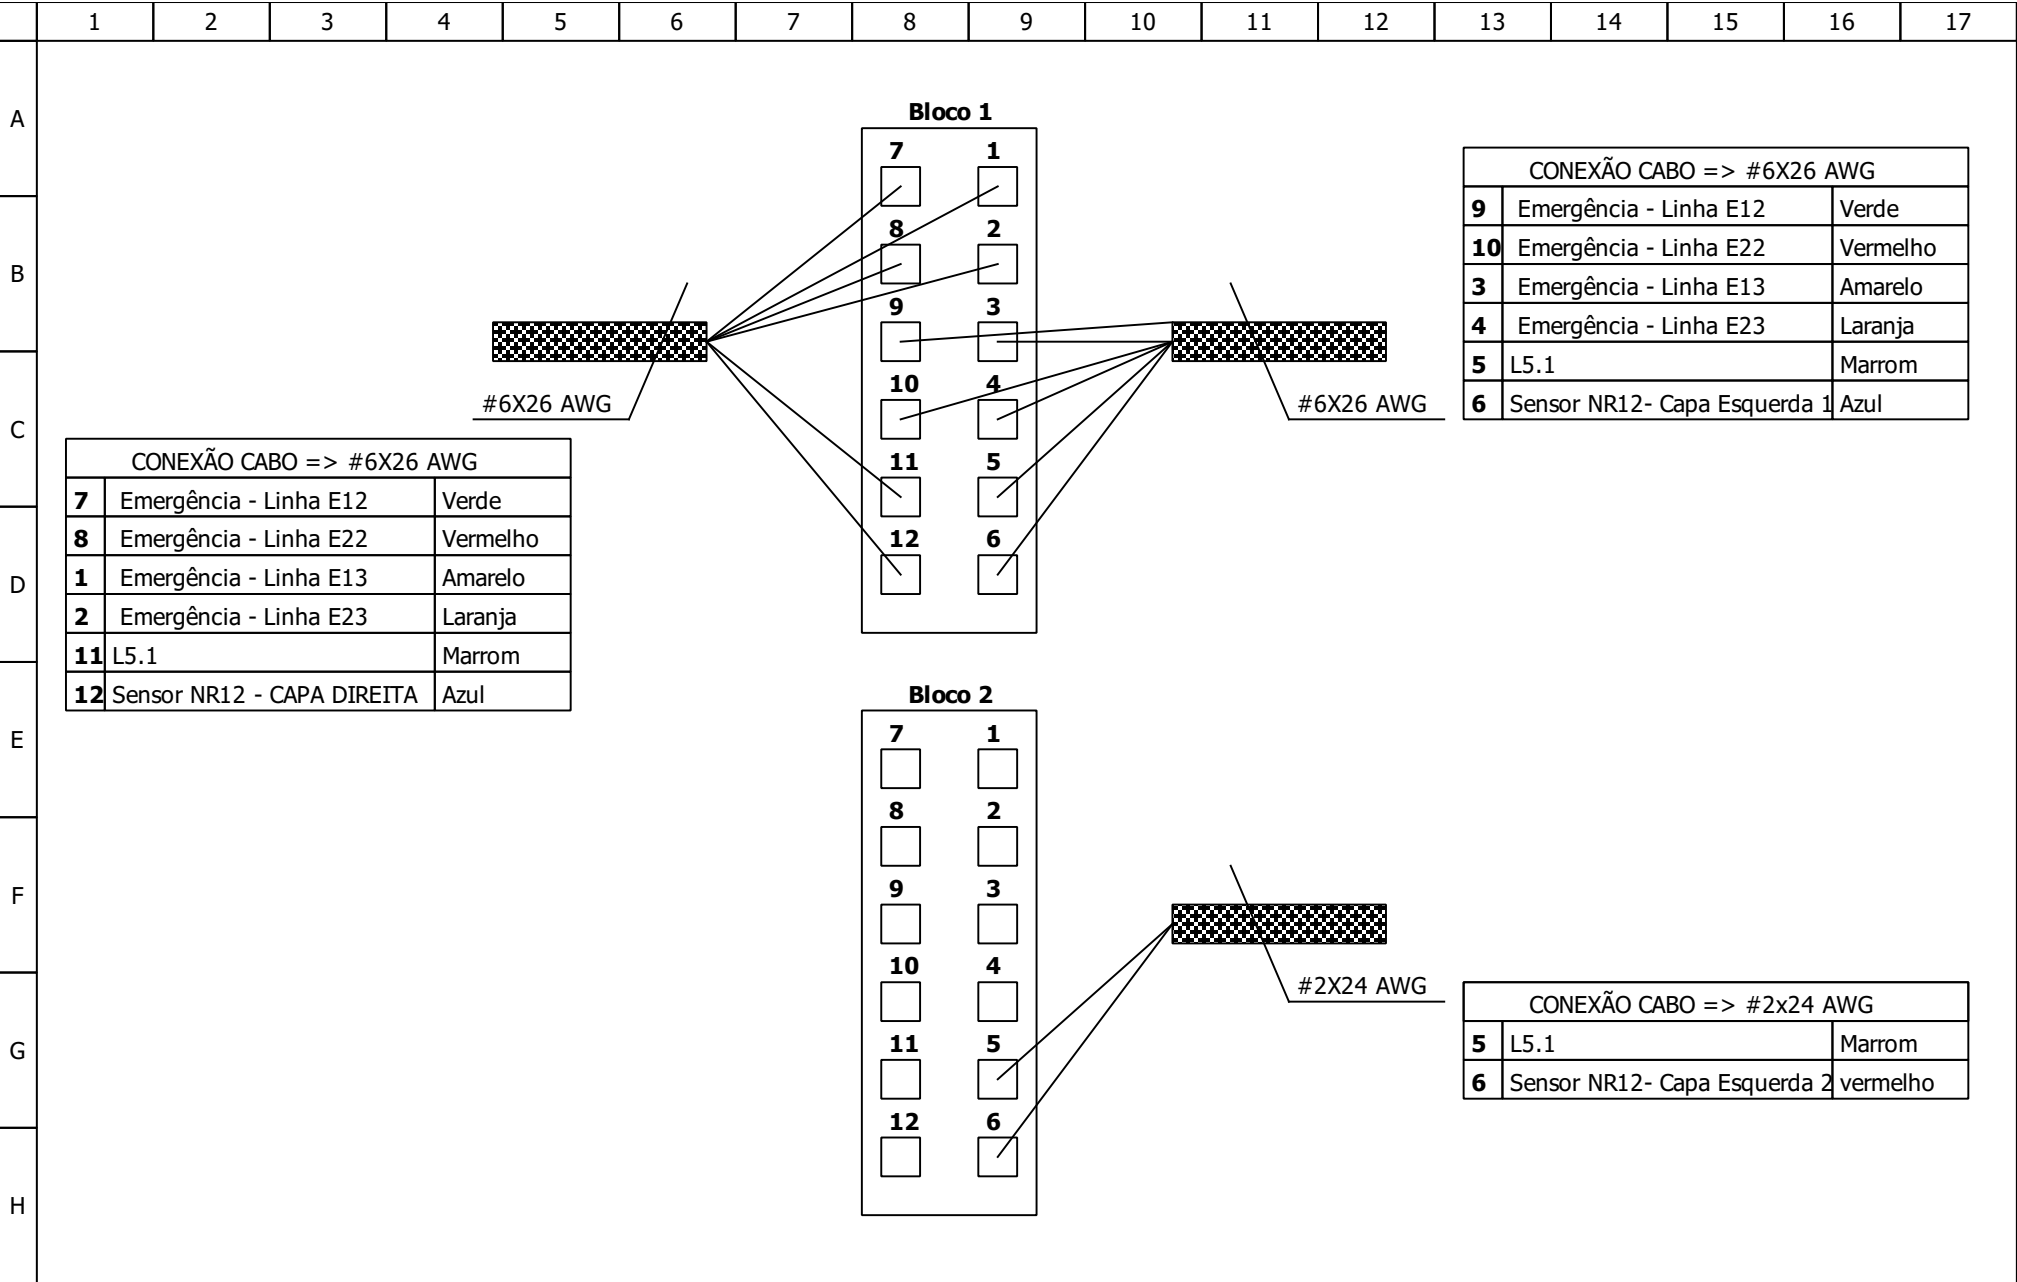 1 2 3 4 5 6 7 8 9 10 11 12 13 14 15 16 17
A
B
C
D
E
F
G
H
Bloco 1
7 1
8 2
9 3
10 4
11 5
12 6
#6X26 AWG
#6X26 AWG
CONEXÃO CABO => #6X26 AWG
9 Emergência - Linha E12 Verde
10 Emergência - Linha E22 Vermelho
3 Emergência - Linha E13 Amarelo
4 Emergência - Linha E23 Laranja
5 L5.1 Marrom
6 Sensor NR12- Capa Esquerda 1 Azul
CONEXÃO CABO => #6X26 AWG
7 Emergência - Linha E12 Verde
8 Emergência - Linha E22 Vermelho
1 Emergência - Linha E13 Amarelo
2 Emergência - Linha E23 Laranja
11 L5.1 Marrom
12 Sensor NR12 - CAPA DIREITA Azul
Bloco 2
7 1
8 2
9 3
10 4
11 5
12 6
#2X24 AWG
CONEXÃO CABO => #2x24 AWG
5 L5.1 Marrom
6 Sensor NR12- Capa Esquerda 2 vermelho